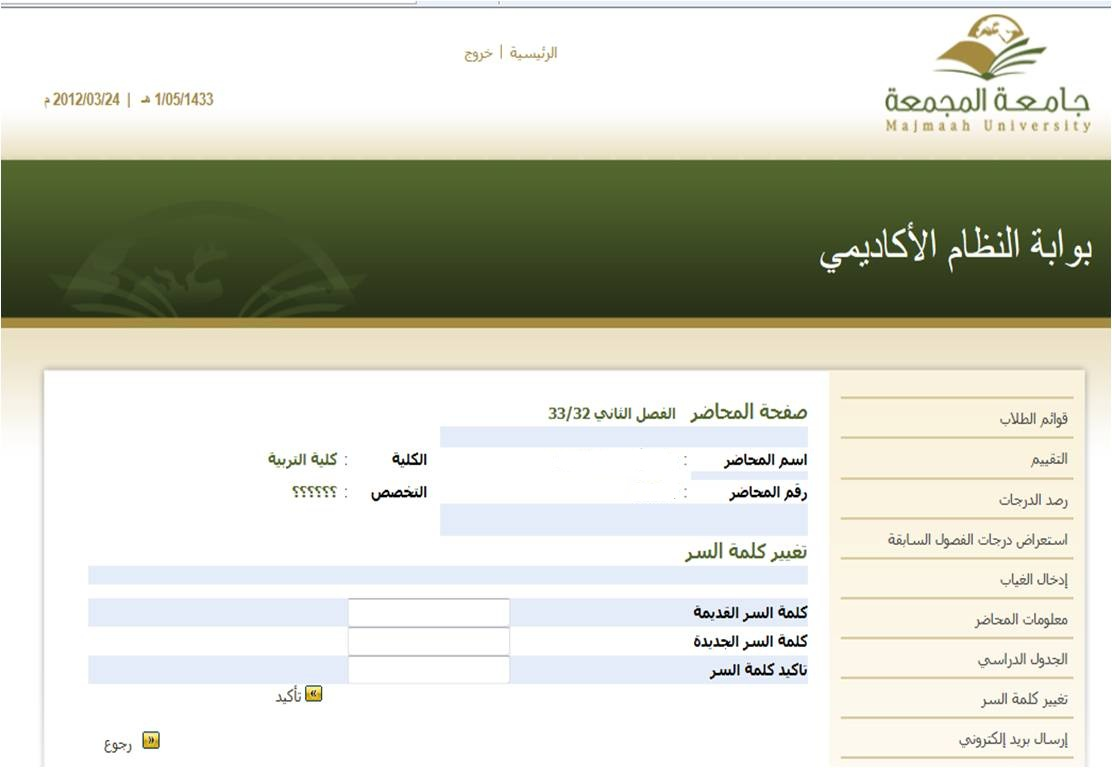 الرئيسية | خروج
جامعة المجمعة
Majmaah University
1/05/1433 هـ | 2012/03/24 م
بوابة النظام الأكاديمي
قوائم الطلاب
التقييم
رصد الدرجات
استعراض درجات الفصول السابقة
إدخال الغياب
معلومات المحاضر
الجدول الدراسي
تغيير كلمة السر
إرسال بريد إلكتروني
صفحة المحاضر الفصل الثاني 33/32
اسم المحاضر : الكلية : كلية التربية
رقم المحاضر : التخصص : ؟؟؟؟؟؟
تغيير كلمة السر
كلمة السر القديمة
كلمة السر الجديدة
تاكيد كلمة السر
تأكيد
رجوع